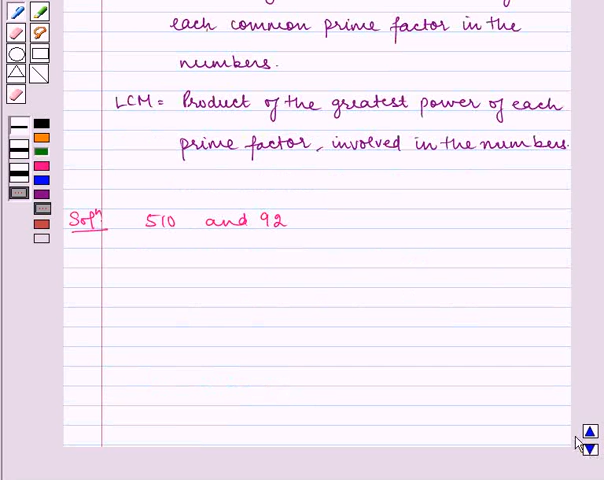 each common prime factor in the
numbers.
LCM = Product of the greatest power of each
prime factor, involved in the numbers.
Solⁿ. 510 and 92